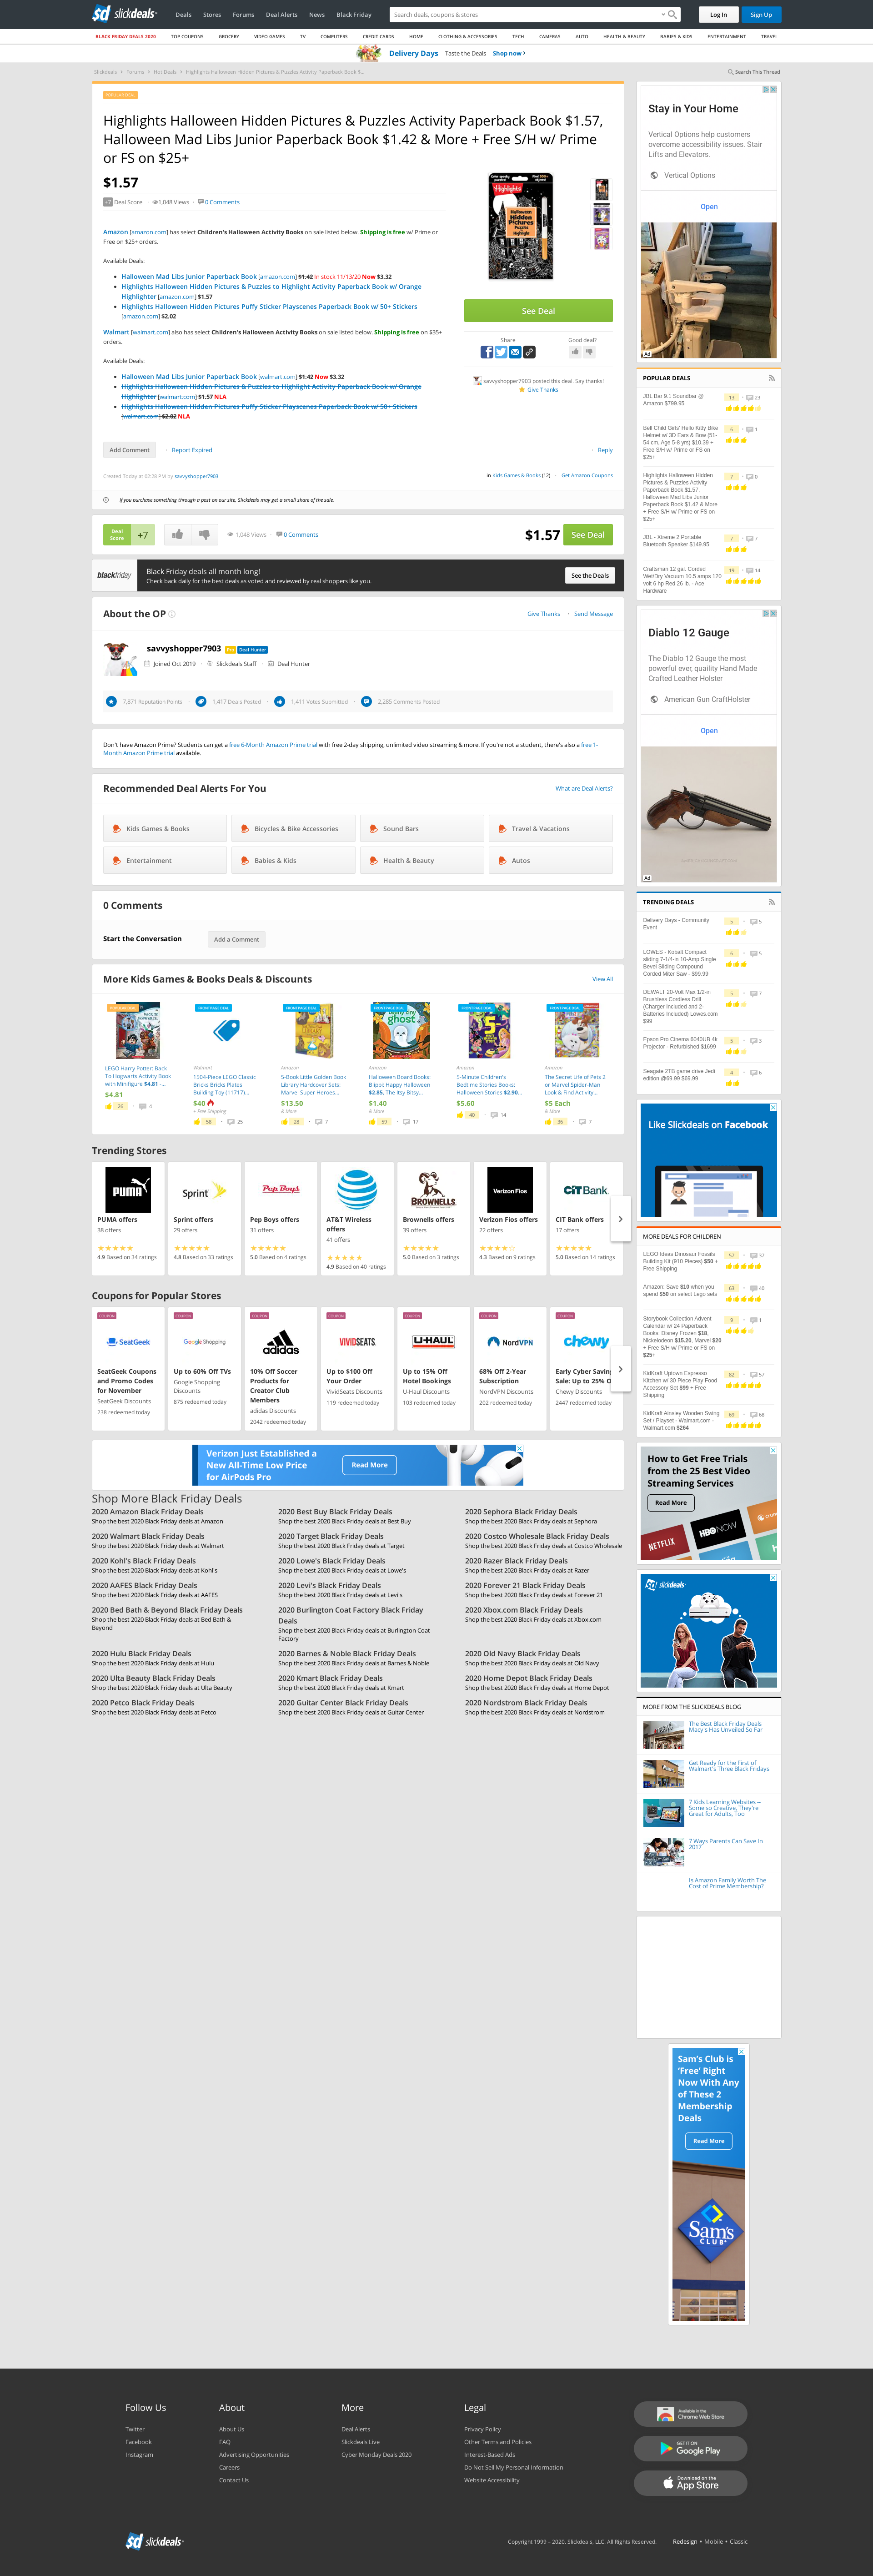 slickdeals
Deals Stores Forums Deal Alerts News Black Friday
Search deals, coupons & stores
Log In Sign Up
BLACK FRIDAY DEALS 2020 TOP COUPONS GROCERY VIDEO GAMES TV COMPUTERS CREDIT CARDS HOME CLOTHING & ACCESSORIES TECH CAMERAS AUTO HEALTH & BEAUTY BABIES & KIDS ENTERTAINMENT TRAVEL
Delivery Days Taste the Deals Shop now ›
Slickdeals > Forums > Hot Deals > Highlights Halloween Hidden Pictures & Puzzles Activity Paperback Book $...
Search This Thread
POPULAR DEAL
Highlights Halloween Hidden Pictures & Puzzles Activity Paperback Book $1.57,
Halloween Mad Libs Junior Paperback Book $1.42 & More + Free S/H w/ Prime
or FS on $25+
$1.57
+7 Deal Score • 1,048 Views • 0 Comments
Amazon [amazon.com] has select Children's Halloween Activity Books on sale listed below. Shipping is free w/ Prime or
Free on $25+ orders.
Available Deals:
• Halloween Mad Libs Junior Paperback Book [amazon.com] $1.42 In stock 11/13/20 Now $3.32
• Highlights Halloween Hidden Pictures & Puzzles to Highlight Activity Paperback Book w/ Orange
Highlighter [amazon.com] $1.57
• Highlights Halloween Hidden Pictures Puffy Sticker Playscenes Paperback Book w/ 50+ Stickers
[amazon.com] $2.02
Walmart [walmart.com] also has select Children's Halloween Activity Books on sale listed below. Shipping is free on $35+
orders.
Available Deals:
• Halloween Mad Libs Junior Paperback Book [walmart.com] $1.42 Now $3.32
• Highlights Halloween Hidden Pictures & Puzzles to Highlight Activity Paperback Book w/ Orange
Highlighter [walmart.com] $1.57 NLA
• Highlights Halloween Hidden Pictures Puffy Sticker Playscenes Paperback Book w/ 50+ Stickers
[walmart.com] $2.02 NLA
Highlights
Halloween
Hidden
Pictures
See Deal
Share
Good deal?
savvyshopper7903 posted this deal. Say thanks!
Give Thanks
Add Comment • Report Expired
• Reply
Created Today at 02:28 PM by savvyshopper7903
in Kids Games & Books (12) • Get Amazon Coupons
If you purchase something through a post on our site, Slickdeals may get a small share of the sale.
Deal
Score
+7
1,048 Views • 0 Comments
$1.57 See Deal
blackfriday
Black Friday deals all month long!
Check back daily for the best deals as voted and reviewed by real shoppers like you.
See the Deals
About the OP
Give Thanks • Send Message
savvyshopper7903 Pro Deal Hunter
Joined Oct 2019 • Slickdeals Staff • Deal Hunter
7,871 Reputation Points • 1,417 Deals Posted • 1,411 Votes Submitted • 2,285 Comments Posted
Don't have Amazon Prime? Students can get a free 6-Month Amazon Prime trial with free 2-day shipping, unlimited video streaming & more. If you're not a student, there's also a free 1-
Month Amazon Prime trial available.
Recommended Deal Alerts For You
What are Deal Alerts?
Kids Games & Books Bicycles & Bike Accessories Sound Bars Travel & Vacations
Entertainment Babies & Kids Health & Beauty Autos
0 Comments
Start the Conversation
Add a Comment
More Kids Games & Books Deals & Discounts
View All
LEGO Harry Potter: Back
To Hogwarts Activity Book
with Minifigure $4.81 -...
$4.81
26 4
FRONTPAGE DEAL
Walmart
1504-Piece LEGO Classic
Bricks Bricks Plates
Building Toy (11717)...
$40
+ Free Shipping
58 25
FRONTPAGE DEAL
Amazon
5-Book Little Golden Book
Library Hardcover Sets:
Marvel Super Heroes...
$13.50
& More
28 7
FRONTPAGE DEAL
Amazon
Halloween Board Books:
Blippi: Happy Halloween
$2.85, The Itsy Bitsy...
$1.40
& More
59 17
FRONTPAGE DEAL
Amazon
5-Minute Children's
Bedtime Stories Books:
Halloween Stories $2.90...
$5.60
40 14
FRONTPAGE DEAL
Amazon
The Secret Life of Pets 2
or Marvel Spider-Man
Look & Find Activity...
$5 Each
& More
36 7
Trending Stores
PUMA
PUMA offers
38 offers
4.9 Based on 34 ratings
Sprint
Sprint offers
29 offers
4.8 Based on 33 ratings
Pep Boys
Pep Boys offers
31 offers
5.0 Based on 4 ratings
AT&T Wireless
offers
41 offers
4.9 Based on 40 ratings
BROWNELLS
Brownells offers
39 offers
5.0 Based on 3 ratings
Verizon Fios
Verizon Fios offers
22 offers
4.3 Based on 9 ratings
CIT Bank
CIT Bank offers
17 offers
5.0 Based on 14 ratings
Coupons for Popular Stores
COUPON
SeatGeek
SeatGeek Coupons
and Promo Codes
for November
SeatGeek Discounts
238 redeemed today
COUPON
Google Shopping
Up to 60% Off TVs
Google Shopping
Discounts
875 redeemed today
COUPON
adidas
10% Off Soccer
Products for
Creator Club
Members
adidas Discounts
2042 redeemed today
COUPON
VIVIDSEATS
Up to $100 Off
Your Order
VividSeats Discounts
119 redeemed today
COUPON
U-HAUL
Up to 15% Off
Hotel Bookings
U-Haul Discounts
103 redeemed today
COUPON
NordVPN
68% Off 2-Year
Subscription
NordVPN Discounts
202 redeemed today
COUPON
chewy
Early Cyber Saving
Sale: Up to 25% O
Chewy Discounts
2447 redeemed today
Verizon Just Established a
New All-Time Low Price
for AirPods Pro
Read More
Shop More Black Friday Deals
2020 Amazon Black Friday Deals
Shop the best 2020 Black Friday deals at Amazon
2020 Best Buy Black Friday Deals
Shop the best 2020 Black Friday deals at Best Buy
2020 Sephora Black Friday Deals
Shop the best 2020 Black Friday deals at Sephora
2020 Walmart Black Friday Deals
Shop the best 2020 Black Friday deals at Walmart
2020 Target Black Friday Deals
Shop the best 2020 Black Friday deals at Target
2020 Costco Wholesale Black Friday Deals
Shop the best 2020 Black Friday deals at Costco Wholesale
2020 Kohl's Black Friday Deals
Shop the best 2020 Black Friday deals at Kohl's
2020 Lowe's Black Friday Deals
Shop the best 2020 Black Friday deals at Lowe's
2020 Razer Black Friday Deals
Shop the best 2020 Black Friday deals at Razer
2020 AAFES Black Friday Deals
Shop the best 2020 Black Friday deals at AAFES
2020 Levi's Black Friday Deals
Shop the best 2020 Black Friday deals at Levi's
2020 Forever 21 Black Friday Deals
Shop the best 2020 Black Friday deals at Forever 21
2020 Bed Bath & Beyond Black Friday Deals
Shop the best 2020 Black Friday deals at Bed Bath &
Beyond
2020 Burlington Coat Factory Black Friday
Deals
Shop the best 2020 Black Friday deals at Burlington Coat
Factory
2020 Xbox.com Black Friday Deals
Shop the best 2020 Black Friday deals at Xbox.com
2020 Hulu Black Friday Deals
Shop the best 2020 Black Friday deals at Hulu
2020 Barnes & Noble Black Friday Deals
Shop the best 2020 Black Friday deals at Barnes & Noble
2020 Old Navy Black Friday Deals
Shop the best 2020 Black Friday deals at Old Navy
2020 Ulta Beauty Black Friday Deals
Shop the best 2020 Black Friday deals at Ulta Beauty
2020 Kmart Black Friday Deals
Shop the best 2020 Black Friday deals at Kmart
2020 Home Depot Black Friday Deals
Shop the best 2020 Black Friday deals at Home Depot
2020 Petco Black Friday Deals
Shop the best 2020 Black Friday deals at Petco
2020 Guitar Center Black Friday Deals
Shop the best 2020 Black Friday deals at Guitar Center
2020 Nordstrom Black Friday Deals
Shop the best 2020 Black Friday deals at Nordstrom
Stay in Your Home
Vertical Options help customers
overcome accessibility issues. Stair
Lifts and Elevators.
Vertical Options
Open
Ad
POPULAR DEALS
JBL Bar 9.1 Soundbar @
Amazon $799.95
13 • 23
Bell Child Girls' Hello Kitty Bike
Helmet w/ 3D Ears & Bow (51-
54 cm, Age 5-8 yrs) $10.39 +
Free S/H w/ Prime or FS on
$25+
6 • 1
Highlights Halloween Hidden
Pictures & Puzzles Activity
Paperback Book $1.57,
Halloween Mad Libs Junior
Paperback Book $1.42 & More
+ Free S/H w/ Prime or FS on
$25+
7 • 0
JBL - Xtreme 2 Portable
Bluetooth Speaker $149.95
7 • 7
Craftsman 12 gal. Corded
Wet/Dry Vacuum 10.5 amps 120
volt 6 hp Red 26 lb. - Ace
Hardware
19 • 14
Diablo 12 Gauge
The Diablo 12 Gauge the most
powerful ever, quaility Hand Made
Crafted Leather Holster
American Gun CraftHolster
Open
Ad
TRENDING DEALS
Delivery Days - Community
Event
5 • 5
LOWES - Kobalt Compact
sliding 7-1/4-in 10-Amp Single
Bevel Sliding Compound
Corded Miter Saw - $99.99
6 • 5
DEWALT 20-Volt Max 1/2-in
Brushless Cordless Drill
(Charger Included and 2-
Batteries Included) Lowes.com
$99
5 • 7
Epson Pro Cinema 6040UB 4k
Projector - Refurbished $1699
5 • 3
Seagate 2TB game drive Jedi
edition @69.99 $69.99
4 • 6
Like Slickdeals on Facebook
MORE DEALS FOR CHILDREN
LEGO Ideas Dinosaur Fossils
Building Kit (910 Pieces) $50 +
Free Shipping
57 • 37
Amazon: Save $10 when you
spend $50 on select Lego sets
63 • 40
Storybook Collection Advent
Calendar w/ 24 Paperback
Books: Disney Frozen $18,
Nickelodeon $15.20, Marvel $20
+ Free S/H w/ Prime or FS on
$25+
9 • 1
KidKraft Uptown Espresso
Kitchen w/ 30 Piece Play Food
Accessory Set $99 + Free
Shipping
82 • 57
KidKraft Ainsley Wooden Swing
Set / Playset - Walmart.com -
Walmart.com $264
69 • 68
How to Get Free Trials
from the 25 Best Video
Streaming Services
Read More
NETFLIX
HBO NOW
slickdeals
MORE FROM THE SLICKDEALS BLOG
The Best Black Friday Deals
Macy's Has Unveiled So Far
Get Ready for the First of
Walmart's Three Black Fridays
7 Kids Learning Websites –
Some so Creative, They're
Great for Adults, Too
7 Ways Parents Can Save In
2017
Is Amazon Family Worth The
Cost of Prime Membership?
Sam's Club is
'Free' Right
Now With Any
of These 2
Membership
Deals
Read More
Sam's
CLUB
Follow Us
Twitter
Facebook
Instagram
About
About Us
FAQ
Advertising Opportunities
Careers
Contact Us
More
Deal Alerts
Slickdeals Live
Cyber Monday Deals 2020
Legal
Privacy Policy
Other Terms and Policies
Interest-Based Ads
Do Not Sell My Personal Information
Website Accessibility
Available in the
Chrome Web Store
GET IT ON
Google Play
Download on the
App Store
slickdeals
Copyright 1999 – 2020. Slickdeals, LLC. All Rights Reserved. Redesign • Mobile • Classic